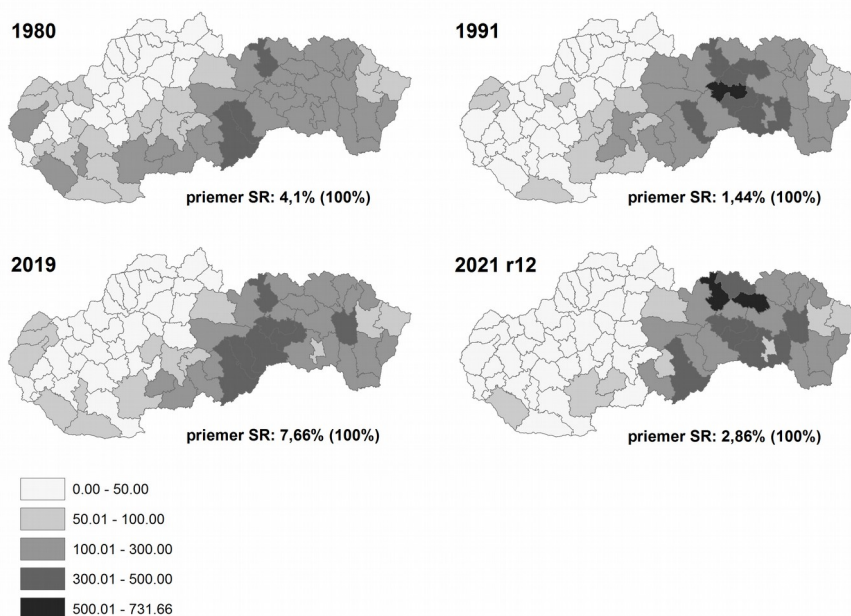 1980
1991
priemer SR: 4,1% (100%)
priemer SR: 1,44% (100%)
2019
2021 r12
priemer SR: 7,66% (100%)
priemer SR: 2,86% (100%)
0.00 - 50.00
50.01 - 100.00
100.01 - 300.00
300.01 - 500.00
500.01 - 731.66